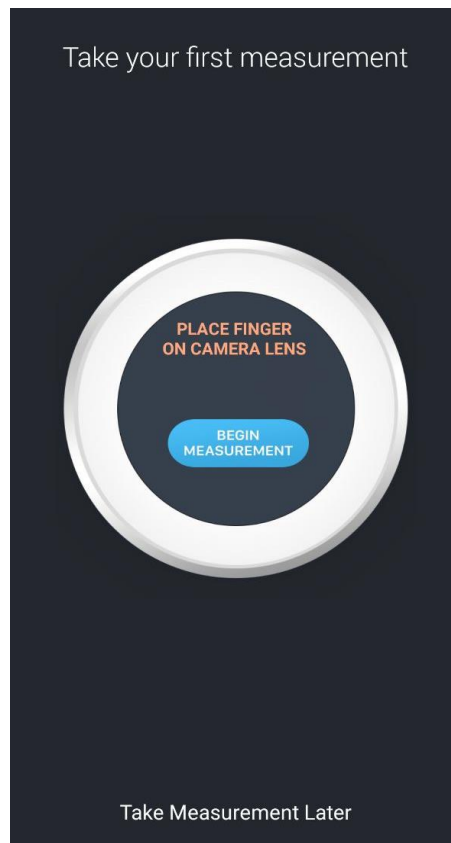 Take your first measurement
PLACE FINGER
ON CAMERA LENS
BEGIN
MEASUREMENT
Take Measurement Later